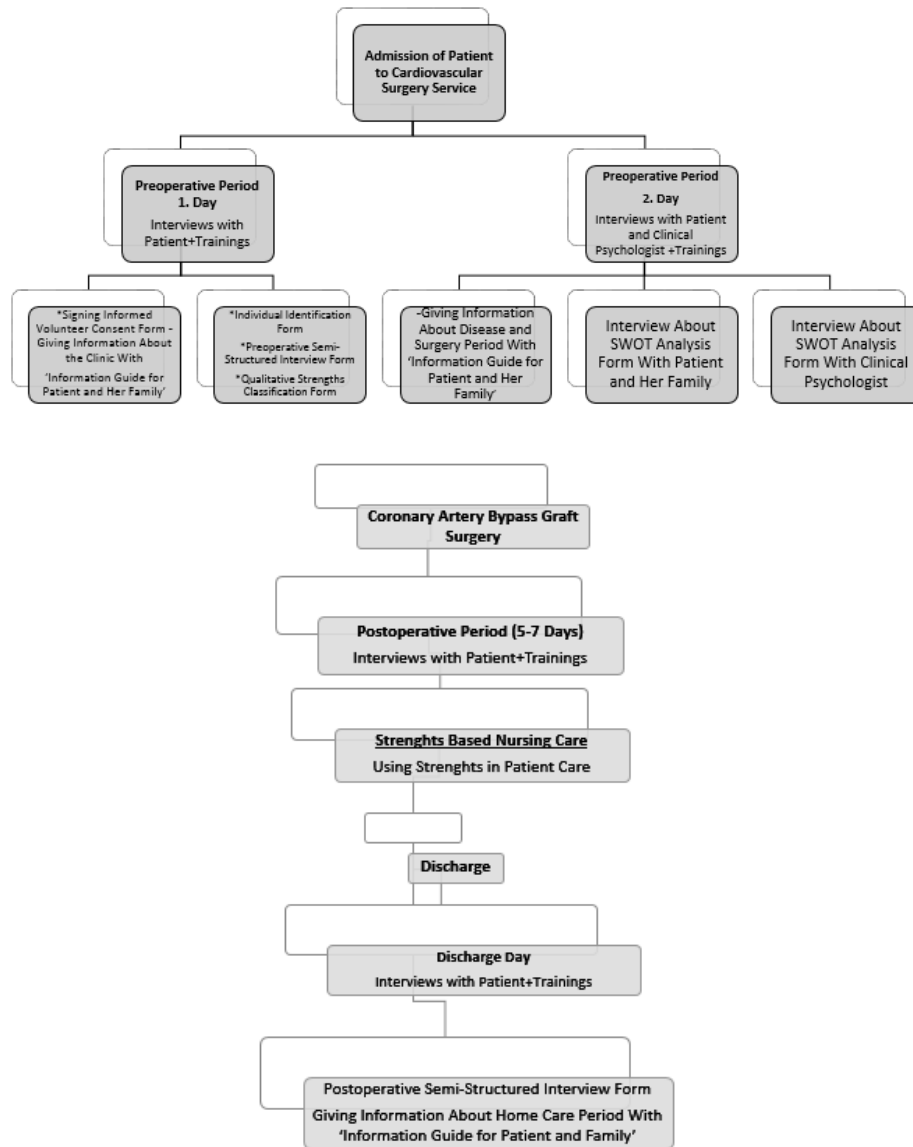 Admission of Patient
to Cardiovascular
Surgery Service
Preoperative Period
1. Day
Interviews with
Patient+Trainings
Preoperative Period
2. Day
Interviews with Patient
and Clinical
Psychologist +Trainings
*Signing Informed
Volunteer Consent Form -
Giving Information About
the Clinic With
'Information Guide for
Patient and Her Family'
*Individual Identification
Form
*Preoperative Semi-
Structured Interview Form
*Qualitative Strengths
Classification Form
-Giving Information
About Disease and
Surgery Period With
'Information Guide for
Patient and Her
Family'
Interview About
SWOT Analysis
Form With Patient
and Her Family
Interview About
SWOT Analysis
Form With Clinical
Psychologist
Coronary Artery Bypass Graft
Surgery
Postoperative Period (5-7 Days)
Interviews with Patient+Trainings
Strenghts Based Nursing Care
Using Strenghts in Patient Care
Discharge
Discharge Day
Interviews with Patient+Trainings
Postoperative Semi-Structured Interview Form
Giving Information About Home Care Period With
'Information Guide for Patient and Family'